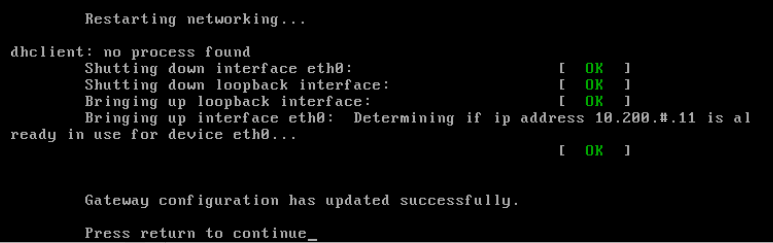 Restarting networking...
dhclient: no process found
Shutting down interface eth0: [ OK ]
Shutting down loopback interface: [ OK ]
Bringing up loopback interface: [ OK ]
Bringing up interface eth0: Determining if ip address 10.200.#.11 is al
ready in use for device eth0...
[ OK ]
Gateway configuration has updated successfully.
Press return to continue_